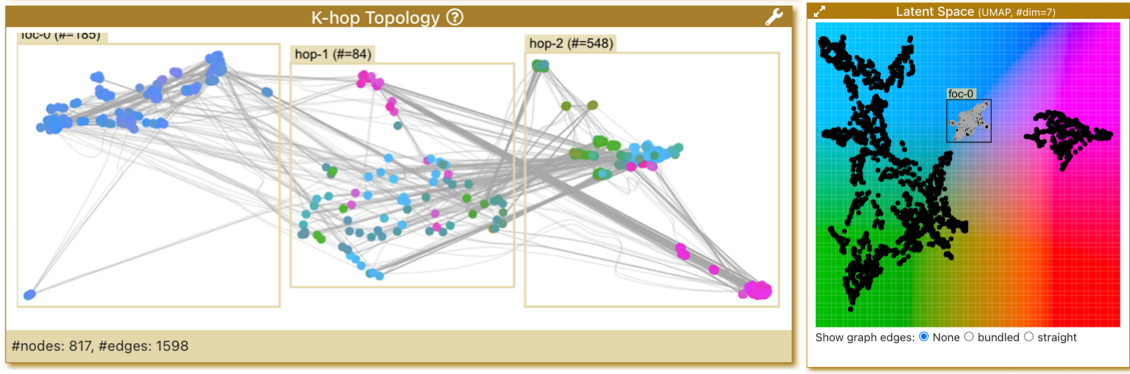 K-hop Topology ?
foc-0 (#=185)
hop-1 (#=84)
hop-2 (#=548)
#nodes: 817, #edges: 1598
Latent Space (UMAP, #dim=7)
foc-0
Show graph edges: None bundled straight